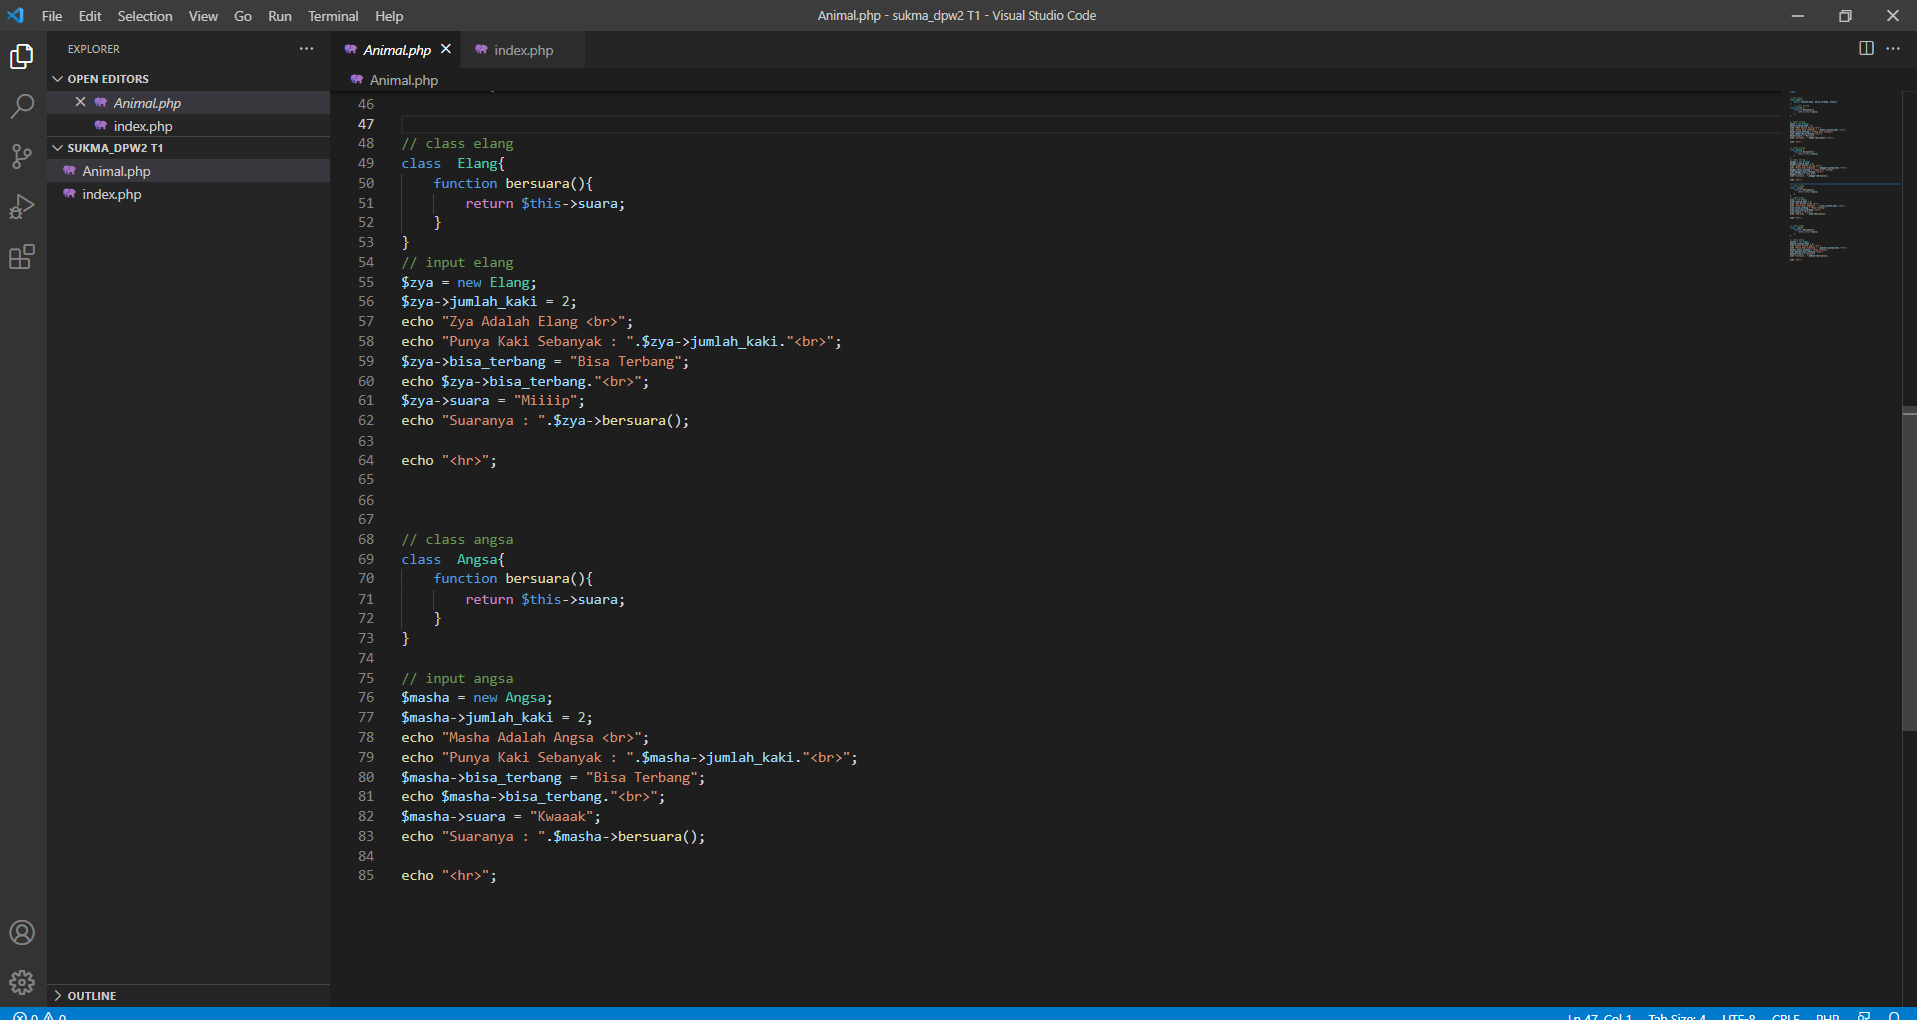 File Edit Selection View Go Run Terminal Help
Animal.php - sukma_dpw2 T1 - Visual Studio Code
EXPLORER
OPEN EDITORS
Animal.php
index.php
SUKMA_DPW2 T1
Animal.php
index.php
OUTLINE
Animal.php index.php
Animal.php
46
47
48 // class elang
49 class  Elang{
50     function bersuara(){
51         return $this->suara;
52     }
53 }
54 // input elang
55 $zya = new Elang;
56 $zya->jumlah_kaki = 2;
57 echo "Zya Adalah Elang <br>";
58 echo "Punya Kaki Sebanyak : ".$zya->jumlah_kaki."<br>";
59 $zya->bisa_terbang = "Bisa Terbang";
60 echo $zya->bisa_terbang."<br>";
61 $zya->suara = "Miiiip";
62 echo "Suaranya : ".$zya->bersuara();
63
64 echo "<hr>";
65
66
67
68 // class angsa
69 class  Angsa{
70     function bersuara(){
71         return $this->suara;
72     }
73 }
74
75 // input angsa
76 $masha = new Angsa;
77 $masha->jumlah_kaki = 2;
78 echo "Masha Adalah Angsa <br>";
79 echo "Punya Kaki Sebanyak : ".$masha->jumlah_kaki."<br>";
80 $masha->bisa_terbang = "Bisa Terbang";
81 echo $masha->bisa_terbang."<br>";
82 $masha->suara = "Kwaaak";
83 echo "Suaranya : ".$masha->bersuara();
84
85 echo "<hr>";
0 0
Ln 47, Col 1 Tab Size: 4 UTF-8 CRLF PHP